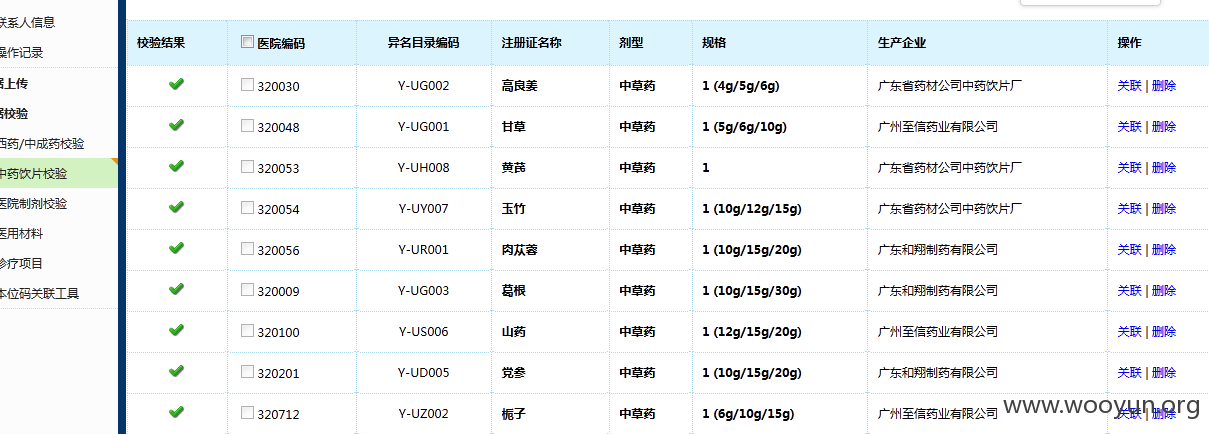 联系人信息
操作记录
据上传
据校验
西药/中成药校验
中药饮片校验
医院制剂校验
医用材料
诊疗项目
本位码关联工具
校验结果 医院编码 异名目录编码 注册证名称 剂型 规格 生产企业 操作
320030 Y-UG002 高良姜 中草药 1 (4g/5g/6g) 广东省药材公司中药饮片厂 关联 | 删除
320048 Y-UG001 甘草 中草药 1 (5g/6g/10g) 广州至信药业有限公司 关联 | 删除
320053 Y-UH008 黄芪 中草药 1 广东省药材公司中药饮片厂 关联 | 删除
320054 Y-UY007 玉竹 中草药 1 (10g/12g/15g) 广东省药材公司中药饮片厂 关联 | 删除
320056 Y-UR001 肉苁蓉 中草药 1 (10g/15g/20g) 广东和翔制药有限公司 关联 | 删除
320009 Y-UG003 葛根 中草药 1 (10g/15g/30g) 广东和翔制药有限公司 关联 | 删除
320100 Y-US006 山药 中草药 1 (12g/15g/20g) 广州至信药业有限公司 关联 | 删除
320201 Y-UD005 党参 中草药 1 (10g/15g/20g) 广东和翔制药有限公司 关联 | 删除
320712 Y-UZ002 栀子 中草药 1 (6g/10g/15g) 广州至信药业有限公司 关联 | 删除
www.wooyun.org